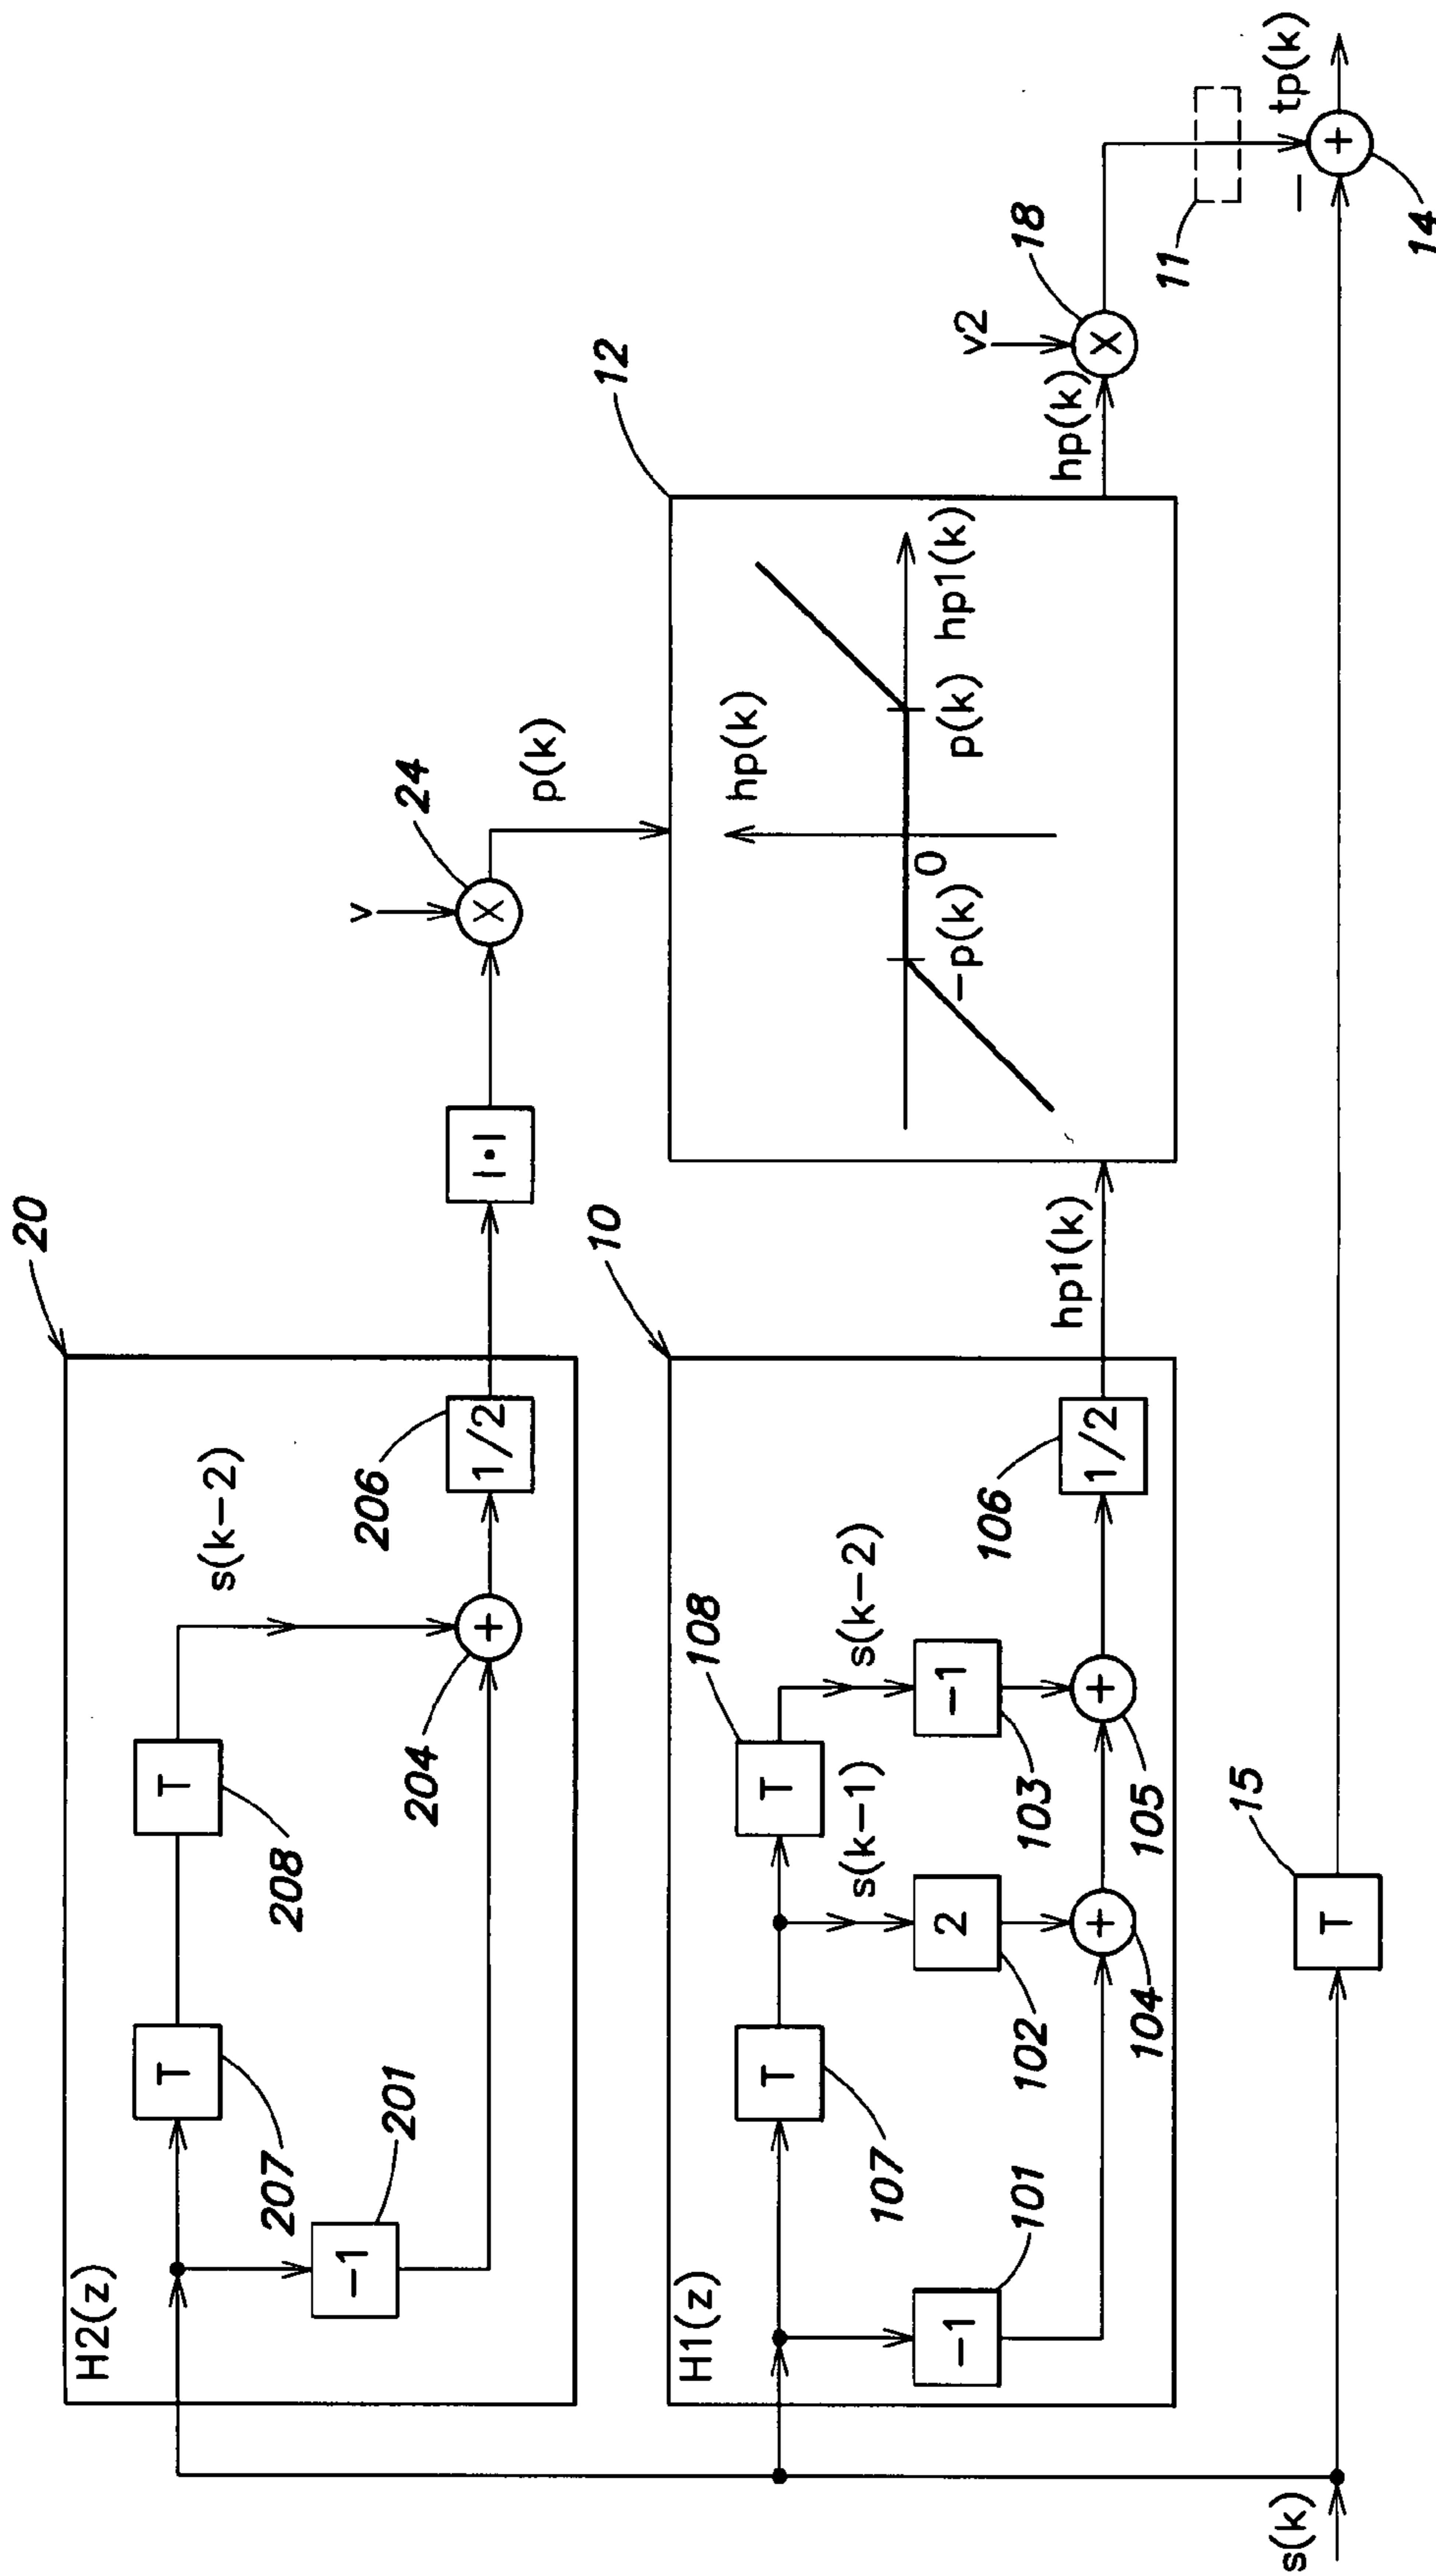 20
H2(z)
T
T
s(k-2)
207
208
-1
201
204
+
206
1/2
|•|
v
24
X
p(k)
10
H1(z)
T
T
108
107
s(k-1)
s(k-2)
-1
101
2
102
-1
103
104
+
105
+
106
1/2
hp1(k)
12
hp(k)
-p(k)
0
p(k)
hp1(k)
hp(k)
v2
18
X
11
s(k)
T
15
-
+
14
tp(k)